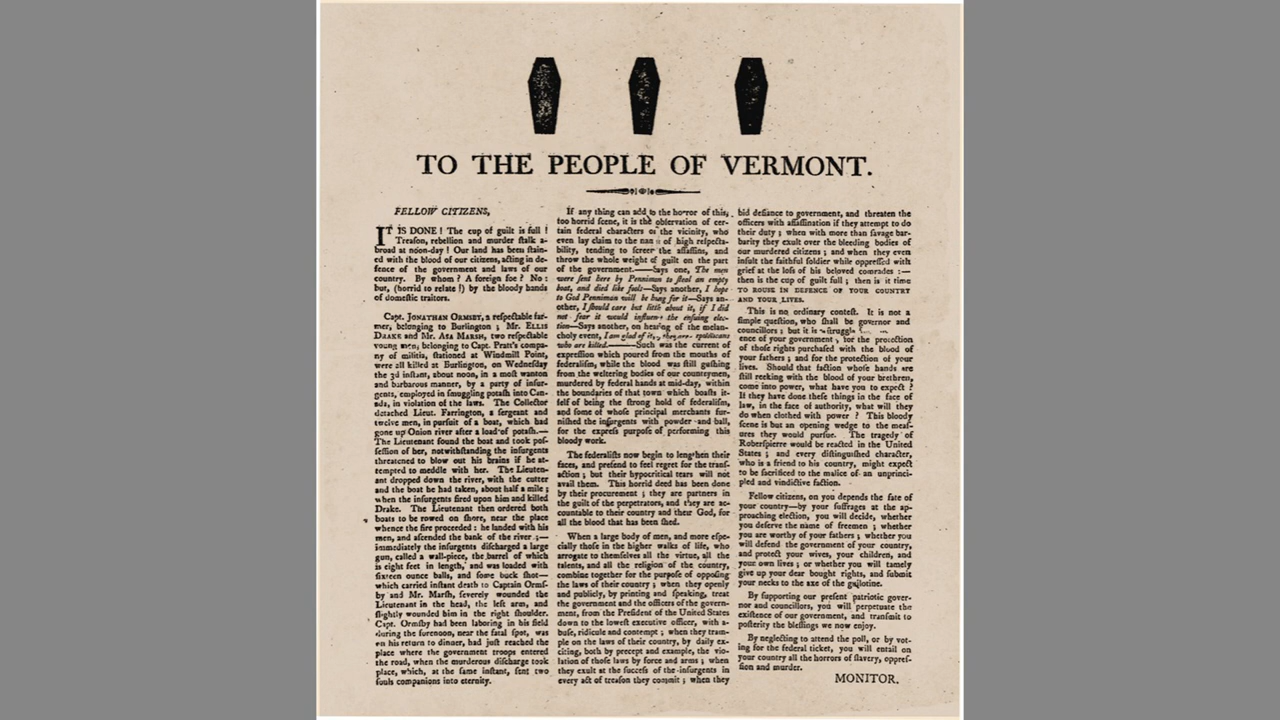 TO THE PEOPLE OF VERMONT.
FELLOW CITIZENS,
IT IS DONE ! The cup of guilt is full !
Treason, rebellion and murder stalk a-
broad at noon-day ! Our land has been stain-
ed with the blood of our citizens, acting in de-
fence of the government and laws of our
country. By whom ? A foreign foe ? No :
but, (horrid to relate !) by the bloody hands
of domestic traitors.
Capt. JONATHAN ORMSBY, a respectable far-
mer, belonging to Burlington ; Mr. ELLIS
DRAKE and Mr. ASA MARSH, two respectable
young men, belonging to Capt. Pratt's compa-
ny of militia, stationed at Windmill Point,
were all killed at Burlington, on Wednesday
the 3d instant, about noon, in a most wanton
and barbarous manner, by a party of insur-
gents, employed in smuggling potash into Can-
ada, in violation of the laws. The Collector
detached Lieut. Farrington, a sergeant and
twelve men, in pursuit of a boat, which had
gone up Onion river after a load of potash.—
The Lieutenant found the boat and took pos-
session of her, notwithstanding the insurgents
threatened to blow out his brains if he at-
tempted to meddle with her. The Lieuten-
ant dropped down the river, with the cutter
and the boat he had taken, about half a mile ;
when the insurgents fired upon him and killed
Drake. The Lieutenant then ordered both
boats to be rowed on shore, near the place
whence the fire proceeded : he landed with his
men, and ascended the bank of the river ;—
immediately the insurgents discharged a large
gun, called a wall-piece, the barrel of which
is eight feet in length, and was loaded with
sixteen ounce balls, and some buck shot—
which carried instant death to Captain Orms-
by and Mr. Marsh, severely wounded the
Lieutenant in the head, the left arm, and
slightly wounded him in the right shoulder.
Capt. Ormsby had been laboring in his field
during the forenoon, near the fatal spot, was
on his return to dinner, had just reached the
place where the government troops entered
the road, when the murderous discharge took
place, which, at the same instant, sent two
souls companions into eternity.
If any thing can add to the horror of this,
too horrid scene, it is the observation of cer-
tain federal characters of the vicinity, who
even lay claim to the of high respecta-
bility, tending to screen the assassins, and
throw the whole weight of guilt on the part
of the government.——Says one, The men
were sent here by Penniman to steal an empty
boat, and died like fools—Says another, I hope
to God Penniman will be hung for it—Says an-
other, I should care but little about it, if I did
not fear it would influence the ensuing elec-
tion—Says another, on hearing of the melan-
choly event, I am glad of it, they are republicans
who are killed.———Such was the current of
expression which poured from the mouths of
federalism, while the blood was still gushing
from the weltering bodies of our countrymen,
murdered by federal hands at mid-day, within
the boundaries of that town which boasts it-
self of being the strong hold of federalism,
and some of whose principal merchants fur-
nished the insurgents with powder and ball,
for the express purpose of performing this
bloody work.
The federalists now begin to lengthen their
faces, and pretend to feel regret for the trans-
action ; but their hypocritical tears will not
avail them. This horrid deed has been done
by their procurement ; they are partners in
the guilt of the perpetrators, and they are ac-
countable to their country and their God, for
all the blood that has been shed.
When a large body of men, and more espe-
cially those in the higher walks of life, who
arrogate to themselves all the virtue, all the
talents, and all the religion of the country,
combine together for the purpose of opposing
the laws of their country ; when they openly
and publicly, by printing and speaking, treat
the government and the officers of the govern-
ment, from the President of the United States
down to the lowest executive officer, with a-
buse, ridicule and contempt ; when they tram-
ple on the laws of their country, by daily ex-
citing, both by precept and example, the vio-
lation of those laws by force and arms ; when
they exult at the success of the insurgents in
every act of treason they commit ; when they
bid defiance to government, and threaten the
officers with assassination if they attempt to do
their duty ; when with more than savage bar-
barity they exult over the bleeding bodies of
our murdered citizens ; and when they even
insult the faithful soldier while oppressed with
grief at the loss of his beloved comrades :—
then is the cup of guilt full ; then is it time
TO ROUSE IN DEFENCE OF YOUR COUNTRY
AND YOUR LIVES.
This is no ordinary contest. It is not a
simple question, who shall be governor and
councillors ; but it is a struggle
ence of your government, for the protection
of those rights purchased with the blood of
your fathers ; and for the protection of your
lives. Should that faction whose hands are
still reeking with the blood of your brethren,
come into power, what have you to expect ?
If they have done these things in the face of
law, in the face of authority, what will they
do when clothed with power ? This bloody
scene is but an opening wedge to the meas-
ures they would pursue. The tragedy of
Roberspierre would be reacted in the United
States ; and every distinguished character,
who is a friend to his country, might expect
to be sacrificed to the malice of an unprinci-
pled and vindictive faction.
Fellow citizens, on you depends the fate of
your country—by your suffrages at the ap-
proaching election, you will decide, whether
you deserve the name of freemen ; whether
you are worthy of your fathers ; whether you
will defend the government of your country,
and protect your wives, your children, and
your own lives ; or whether you will tamely
give up your dear bought rights, and submit
your necks to the axe of the guilotine.
By supporting our present patriotic gover-
nor and councillors, you will perpetuate the
existence of our government, and transmit to
posterity the blessings we now enjoy.
By neglecting to attend the poll, or by vot-
ing for the federal ticket, you will entail on
your country all the horrors of slavery, oppres-
sion and murder.
MONITOR.